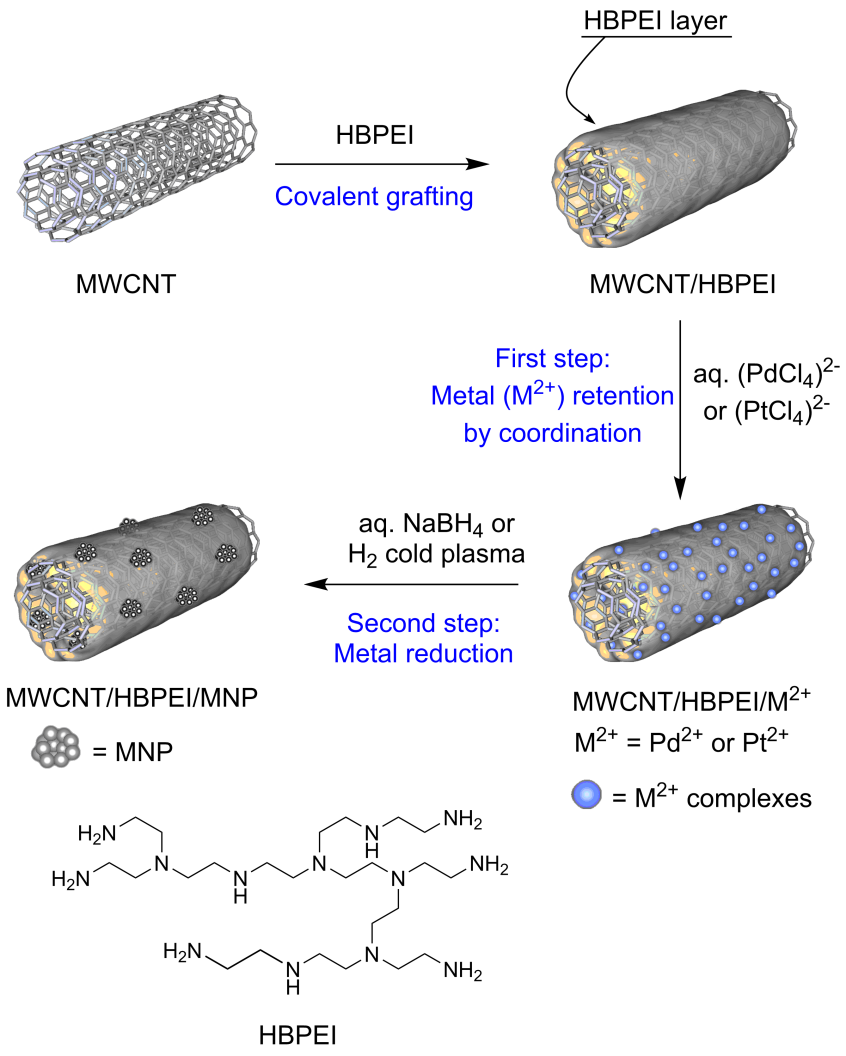 HBPEI layer
HBPEI
Covalent grafting
MWCNT
MWCNT/HBPEI
First step:
Metal (M²⁺) retention
by coordination
aq. (PdCl₄)²⁻
or (PtCl₄)²⁻
aq. NaBH₄ or
H₂ cold plasma
Second step:
Metal reduction
MWCNT/HBPEI/MNP
= MNP
MWCNT/HBPEI/M²⁺
M²⁺ = Pd²⁺ or Pt²⁺
= M²⁺ complexes
H₂N
N
H
NH₂
H₂N
N
N
H
N
N
NH₂
H₂N
N
H
N
NH₂
HBPEI